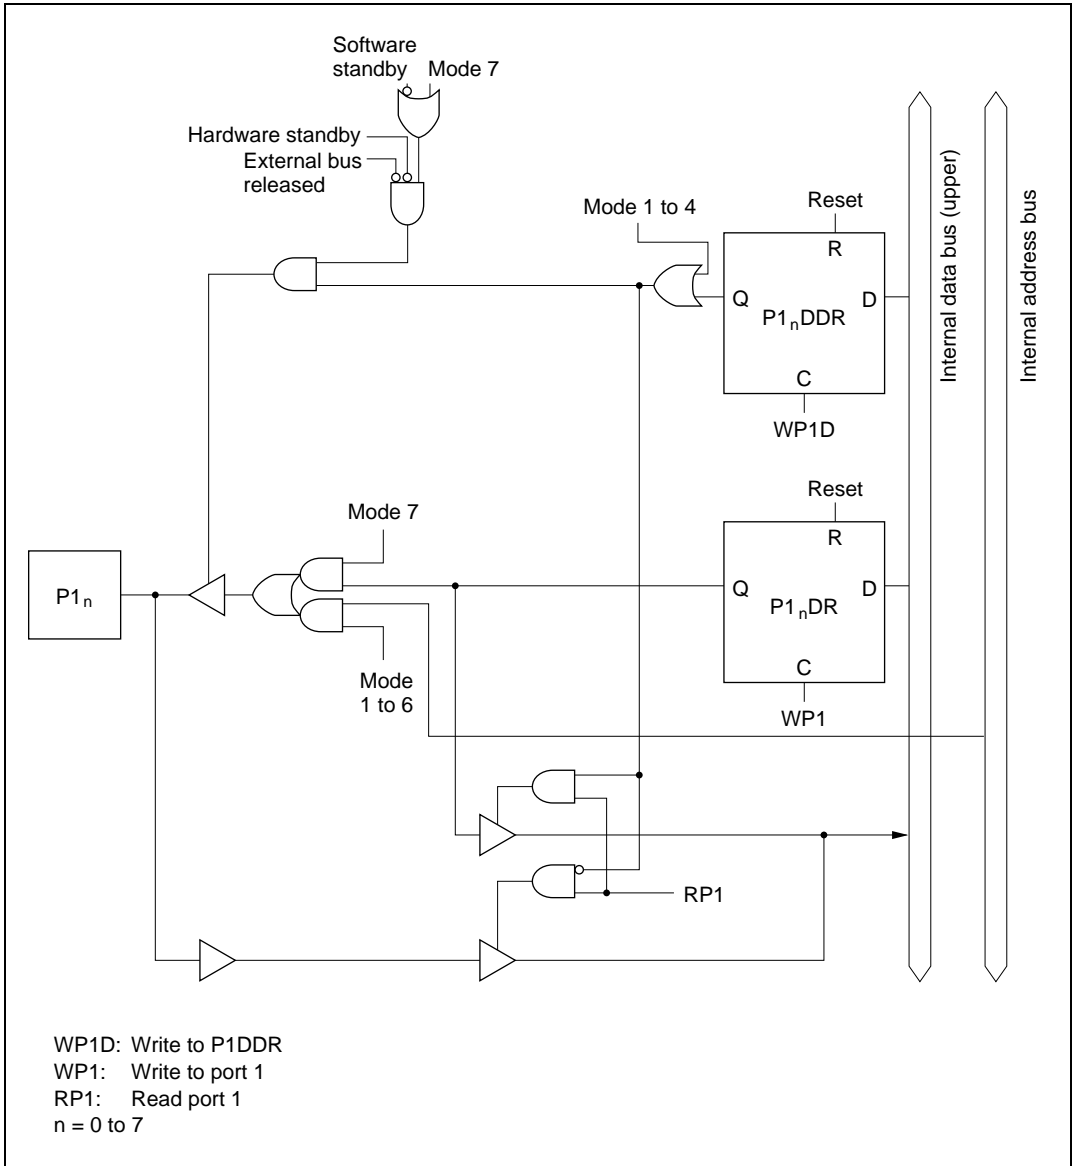 Software
standby
Mode 7
Hardware standby
External bus
released
Mode 1 to 4
Reset
R
Q
P1nDDR
D
C
WP1D
Internal data bus (upper)
Internal address bus
Mode 7
Reset
R
P1n
Q
P1nDR
D
C
WP1
Mode
1 to 6
RP1
WP1D: Write to P1DDR
WP1: Write to port 1
RP1: Read port 1
n = 0 to 7